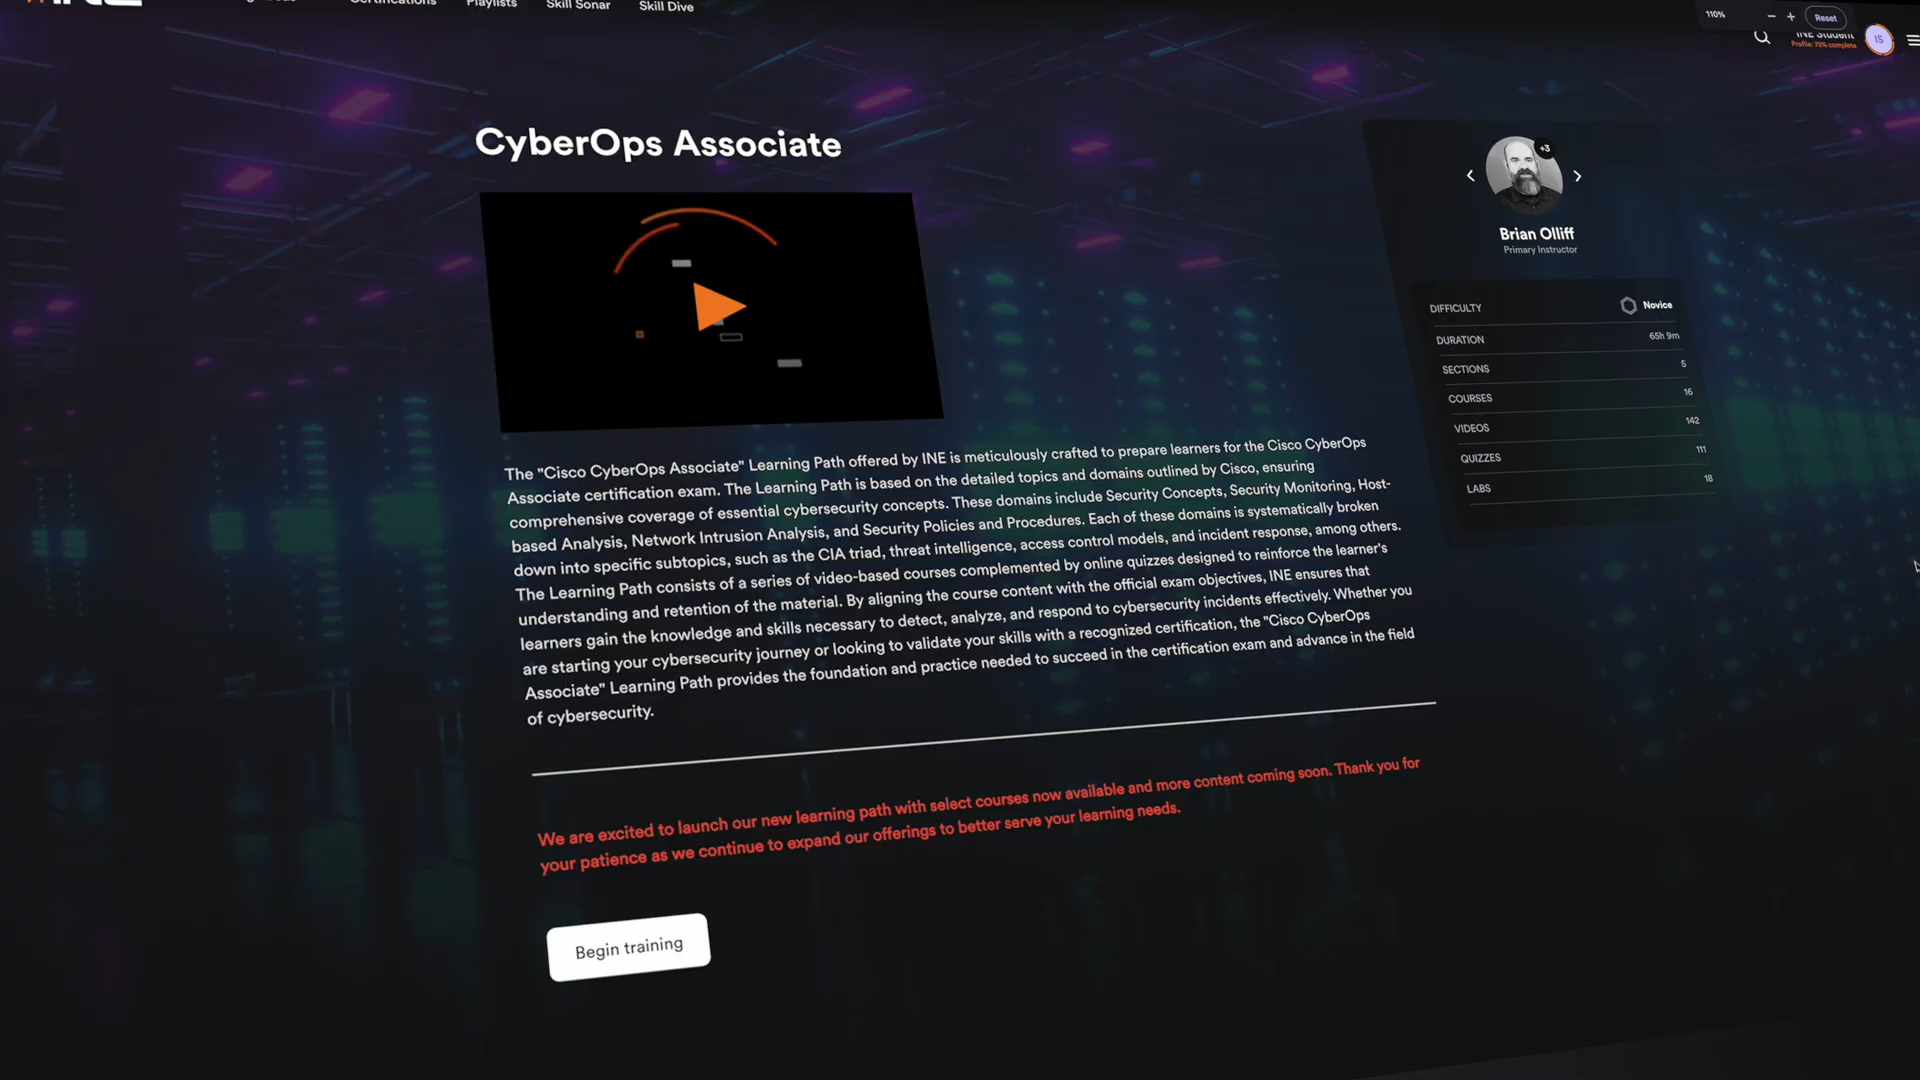 Playlists
Skill Sonar
Skill Dive
110%
Reset
Profile: 75% complete
IS
CyberOps Associate
+3
Brian Olliff
Primary Instructor
DIFFICULTY Novice
DURATION 65h 9m
SECTIONS 5
COURSES 16
VIDEOS 142
QUIZZES 111
LABS 18
The "Cisco CyberOps Associate" Learning Path offered by INE is meticulously crafted to prepare learners for the Cisco CyberOps
Associate certification exam. The Learning Path is based on the detailed topics and domains outlined by Cisco, ensuring
comprehensive coverage of essential cybersecurity concepts. These domains include Security Concepts, Security Monitoring, Host-
based Analysis, Network Intrusion Analysis, and Security Policies and Procedures. Each of these domains is systematically broken
down into specific subtopics, such as the CIA triad, threat intelligence, access control models, and incident response, among others.
The Learning Path consists of a series of video-based courses complemented by online quizzes designed to reinforce the learner's
understanding and retention of the material. By aligning the course content with the official exam objectives, INE ensures that
learners gain the knowledge and skills necessary to detect, analyze, and respond to cybersecurity incidents effectively. Whether you
are starting your cybersecurity journey or looking to validate your skills with a recognized certification, the "Cisco CyberOps
Associate" Learning Path provides the foundation and practice needed to succeed in the certification exam and advance in the field
of cybersecurity.
We are excited to launch our new learning path with select courses now available and more content coming soon. Thank you for
your patience as we continue to expand our offerings to better serve your learning needs.
Begin training